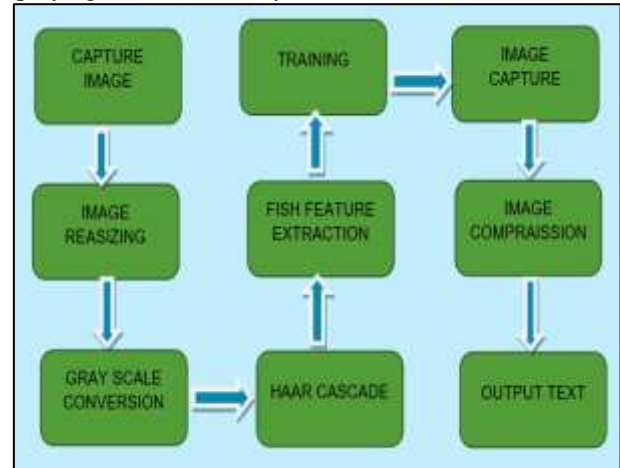 CAPTURE
IMAGE
IMAGE
REASIZING
GRAY SCALE
CONVERSION
HAAR CASCADE
FISH FEATURE
EXTRACTION
TRAINING
IMAGE
CAPTURE
IMAGE
COMPRAISSION
OUTPUT TEXT